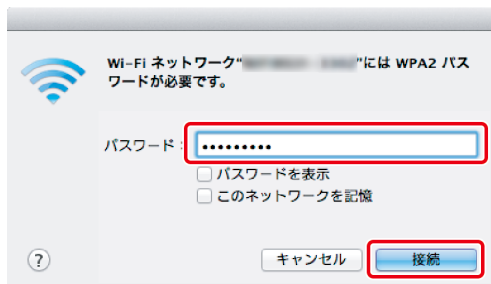 Wi-Fi ネットワーク“ ”には WPA2 パス
ワードが必要です。
パスワード：
•••••••••
パスワードを表示
このネットワークを記憶
?
キャンセル
接続